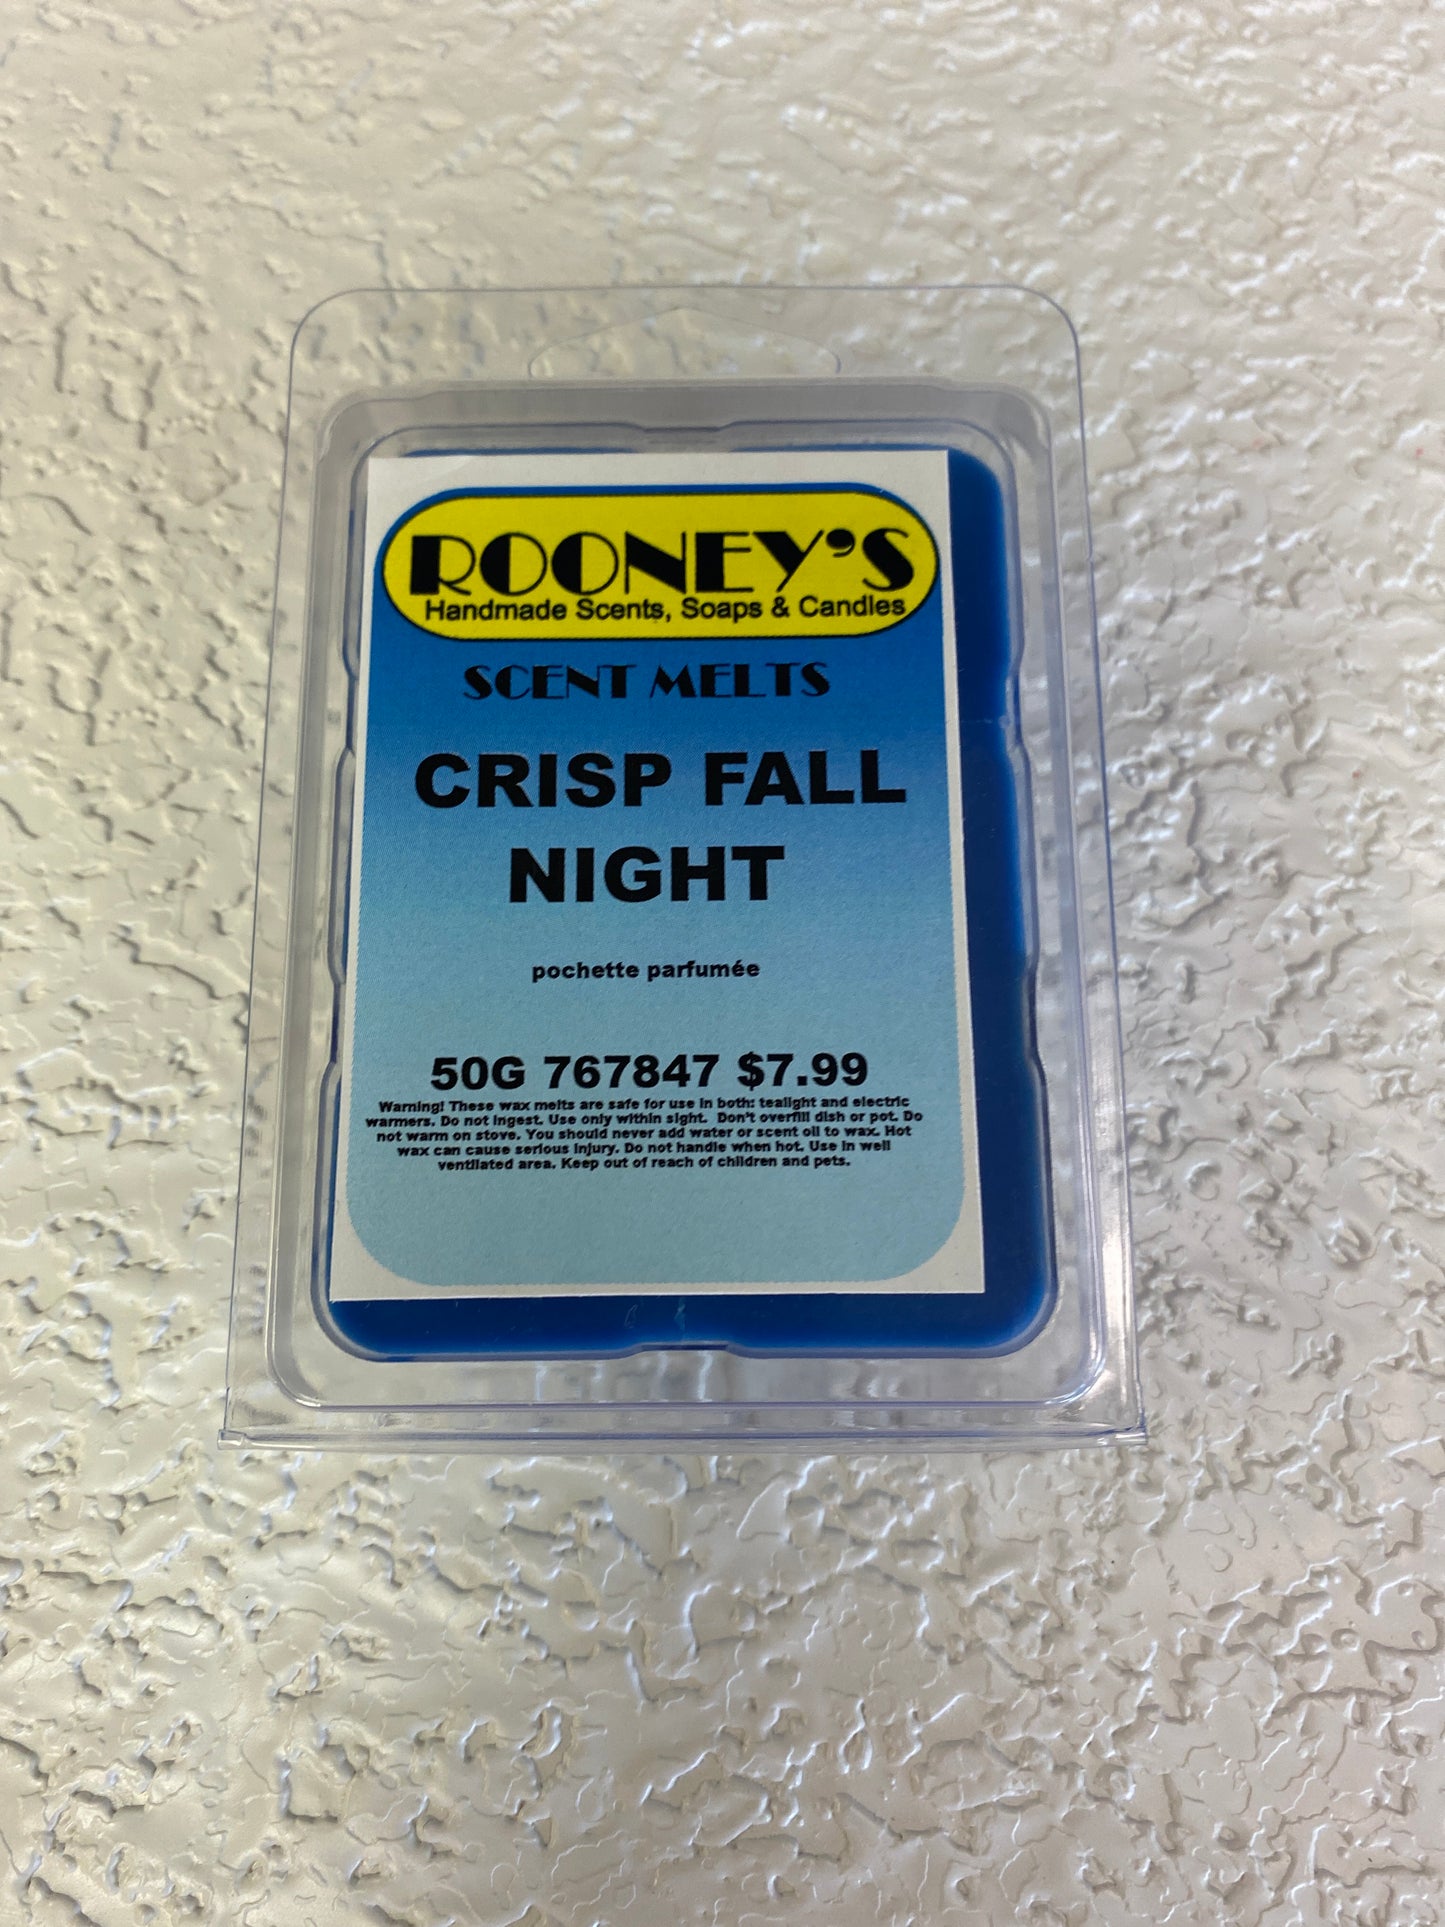 ROONEY'S
Handmade Scents, Soaps & Candles
SCENT MELTS
CRISP FALL
NIGHT
pochette parfumée
50G 767847 $7.99
Warning! These wax melts are safe for use in both: tealight and electric
warmers. Do not ingest. Use only within sight. Don't overfill dish or pot. Do
not warm on stove. You should never add water or scent oil to wax. Hot
wax can cause serious injury. Do not handle when hot. Use in well
ventilated area. Keep out of reach of children and pets.